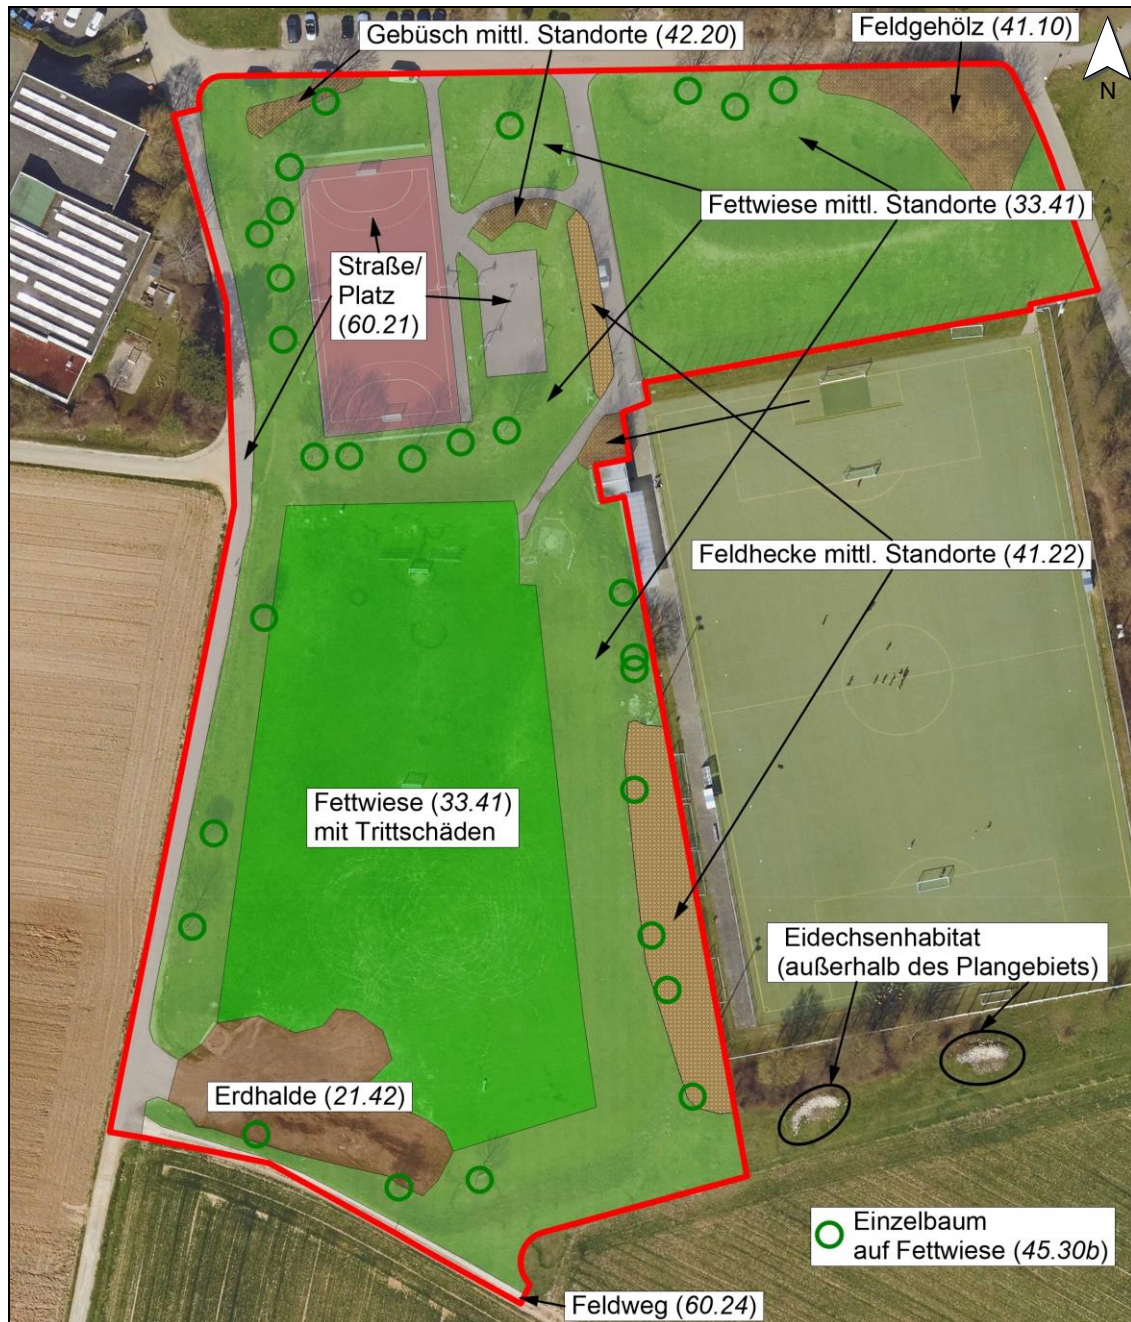 Gebüsch mittl. Standorte (42.20)
Feldgehölz (41.10)
N
Fettwiese mittl. Standorte (33.41)
Straße/
Platz
(60.21)
Feldhecke mittl. Standorte (41.22)
Fettwiese (33.41)
mit Trittschäden
Eidechsenhabitat
(außerhalb des Plangebiets)
Erdhalde (21.42)
Einzelbaum
auf Fettwiese (45.30b)
Feldweg (60.24)